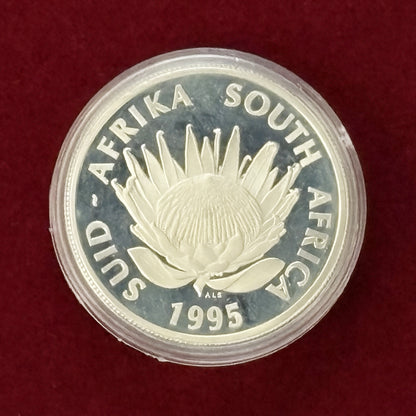 SUID - AFRIKA SOUTH AFRICA
ALS
1995